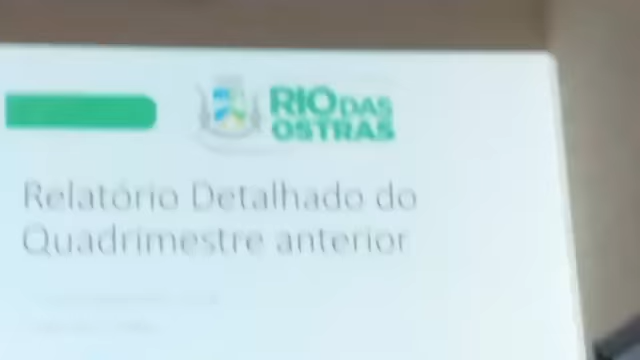 RIO DAS
OSTRAS
Relatório Detalhado do
Quadrimestre anterior